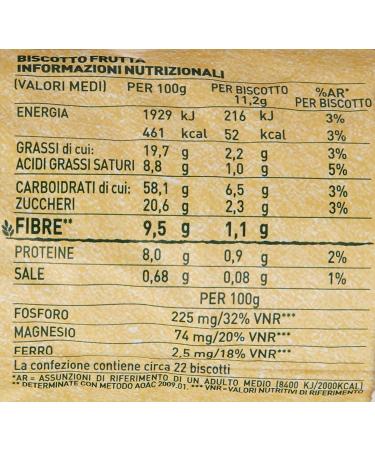 BISCOTTO FRUTTA
INFORMAZIONI NUTRIZIONALI
(VALORI MEDI) PER 100g PER BISCOTTO 11,2g %AR* PER BISCOTTO
ENERGIA 1929 kJ 216 kJ 3%
461 kcal 52 kcal 3%
GRASSI di cui: 19,7 g 2,2 g 3%
ACIDI GRASSI SATURI 8,8 g 1,0 g 5%
CARBOIDRATI di cui: 58,1 g 6,5 g 3%
ZUCCHERI 20,6 g 2,3 g 3%
FIBRE** 9,5 g 1,1 g
PROTEINE 8,0 g 0,9 g 2%
SALE 0,68 g 0,08 g 1%
PER 100g
FOSFORO 225 mg/32% VNR***
MAGNESIO 74 mg/20% VNR***
FERRO 2,5 mg/18% VNR***
La confezione contiene circa 22 biscotti
*AR = ASSUNZIONI DI RIFERIMENTO DI UN ADULTO MEDIO (8400 KJ/2000KCAL)
** DETERMINATE CON METODO AOAC 2009.01. *** VNR=VALORI NUTRITIVI DI RIFERIMENTO